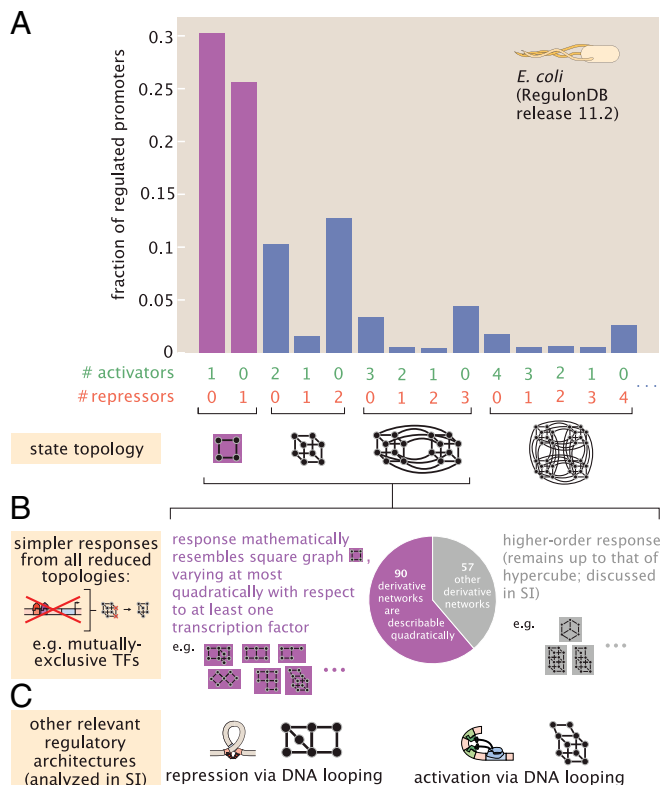 A
fraction of regulated promoters
0.3
0.25
0.2
0.15
0.1
0.05
0
E. coli
(RegulonDB
release 11.2)
# activators
1 0 2 1 0 3 2 1 0 4 3 2 1 0
# repressors
0 1 0 1 2 0 1 2 3 0 1 2 3 4
...
state topology
B
simpler responses
from all reduced
topologies:
e.g. mutually-
exclusive TFs
response mathematically
resembles square graph ,
varying at most
quadratically with respect
to at least one
transcription factor
e.g.
...
90
derivative
networks
are
describable
quadratically
57
other
derivative
networks
higher-order response
(remains up to that of
hypercube; discussed
in SI)
e.g.
...
C
other relevant
regulatory
architectures
(analyzed in SI)
repression via DNA looping
activation via DNA looping